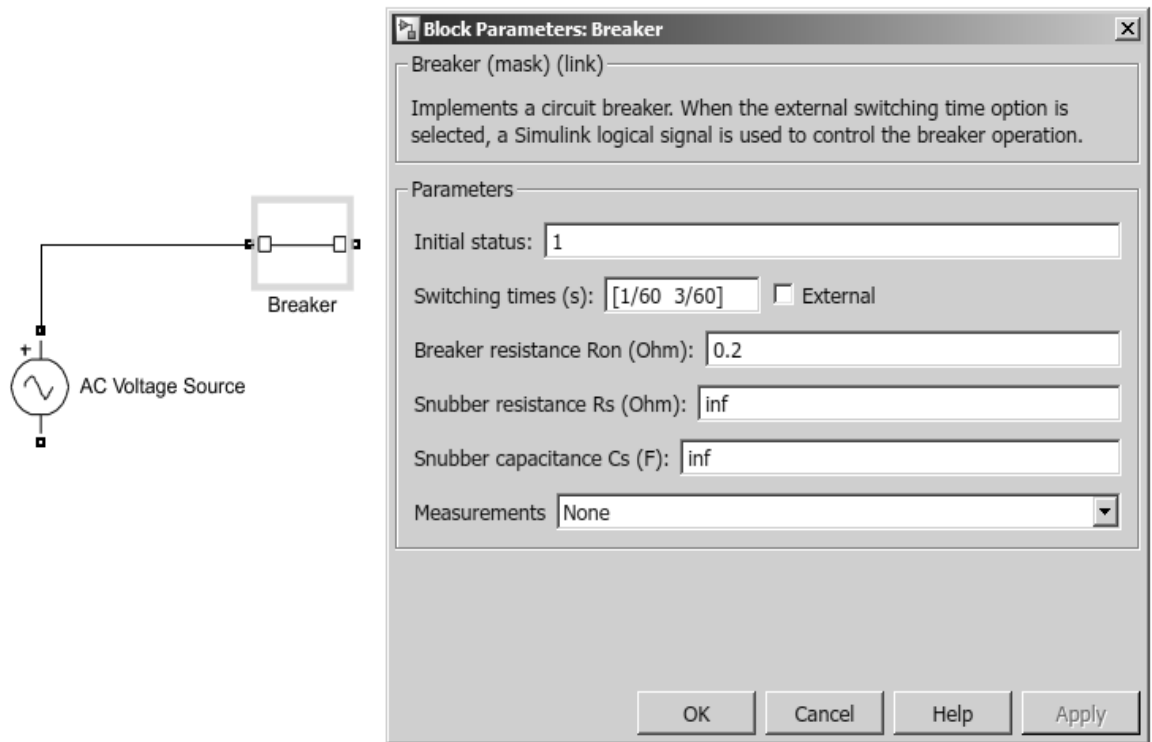 Block Parameters: Breaker
Breaker (mask) (link)
Implements a circuit breaker. When the external switching time option is
selected, a Simulink logical signal is used to control the breaker operation.
Parameters
Initial status: 1
Switching times (s): [1/60 3/60] External
Breaker resistance Ron (Ohm): 0.2
Snubber resistance Rs (Ohm): inf
Snubber capacitance Cs (F): inf
Measurements None
OK Cancel Help Apply
Breaker
+
AC Voltage Source